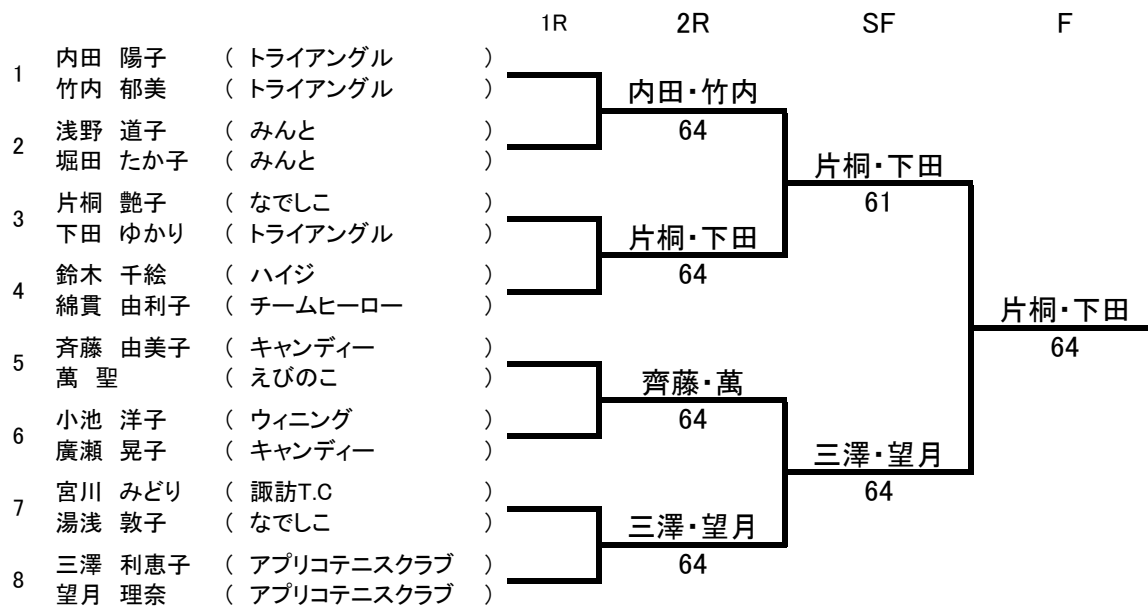 1R 2R SF F
1 内田 陽子 ( トライアングル )
竹内 郁美 ( トライアングル )
内田・竹内
64
2 浅野 道子 ( みんと )
堀田 たか子 ( みんと )
片桐・下田
61
3 片桐 艶子 ( なでしこ )
下田 ゆかり ( トライアングル )
片桐・下田
64
4 鈴木 千絵 ( ハイジ )
綿貫 由利子 ( チームヒーロー )
片桐・下田
64
5 斉藤 由美子 ( キャンディー )
萬 聖 ( えびのこ )
齊藤・萬
64
6 小池 洋子 ( ウィニング )
廣瀬 晃子 ( キャンディー )
三澤・望月
64
7 宮川 みどり ( 諏訪T.C )
湯浅 敦子 ( なでしこ )
三澤・望月
64
8 三澤 利恵子 ( アプリコテニスクラブ )
望月 理奈 ( アプリコテニスクラブ )